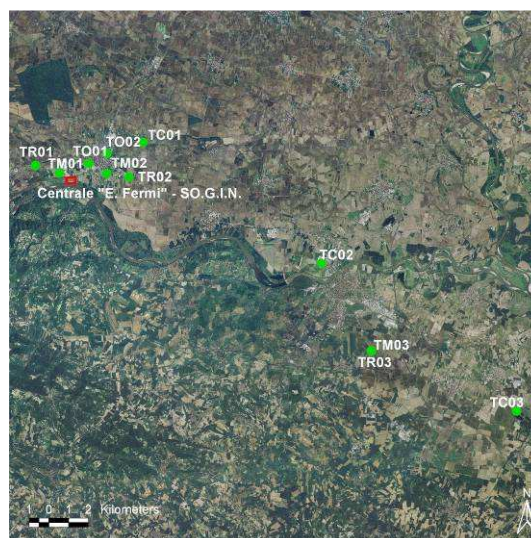 TC01
TO02
TR01
TO01
TM01
TM02
TR02
Centrale "E. Fermi" - SO.G.I.N.
TC02
TM03
TR03
TC03
1 0 1 2 Kilometers